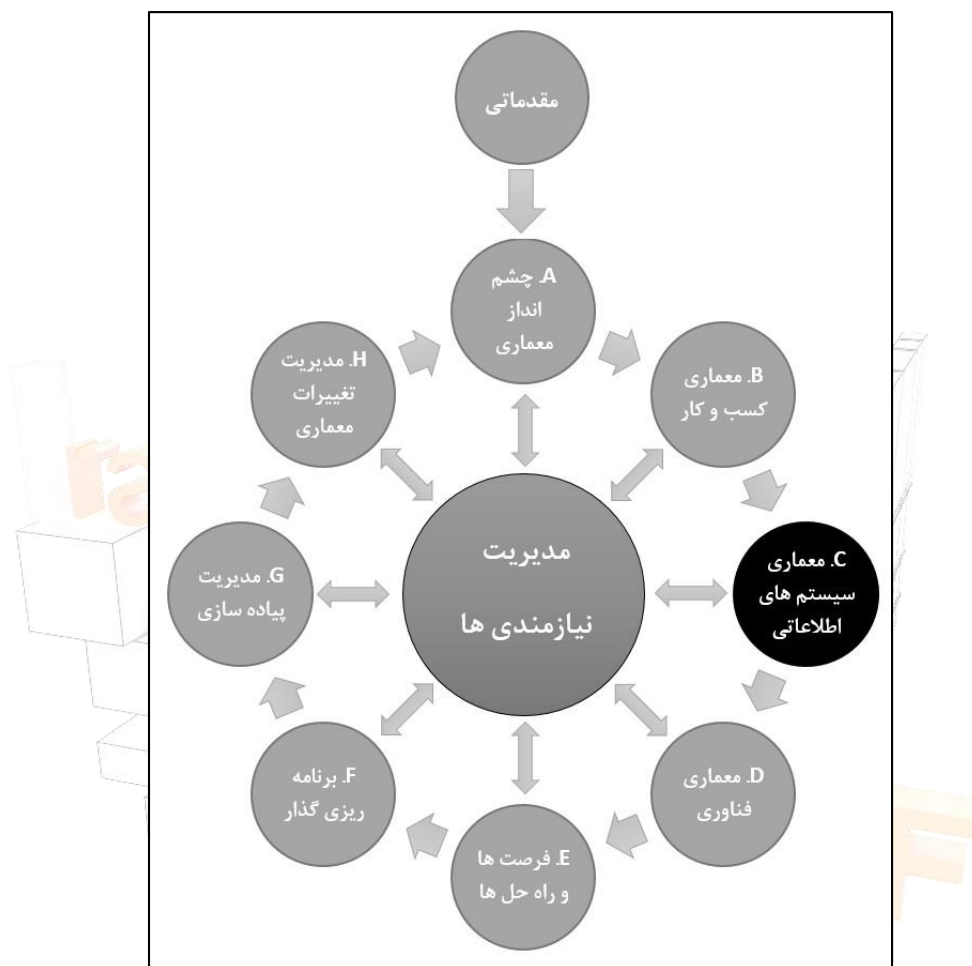 مقدماتی
A. چشم
انداز
معماری
B. معماری
کسب و کار
C. معماری
سیستم های
اطلاعاتی
D. معماری
فناوری
E. فرصت ها
و راه حل ها
F. برنامه
ریزی گذار
G. مدیریت
پیاده سازی
H. مدیریت
تغییرات
معماری
مدیریت
نیازمندی ها